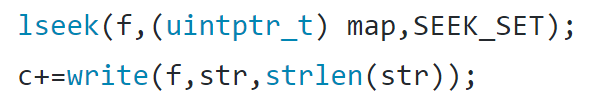 lseek(f,(uintptr_t) map,SEEK_SET);
c+=write(f,str,strlen(str));